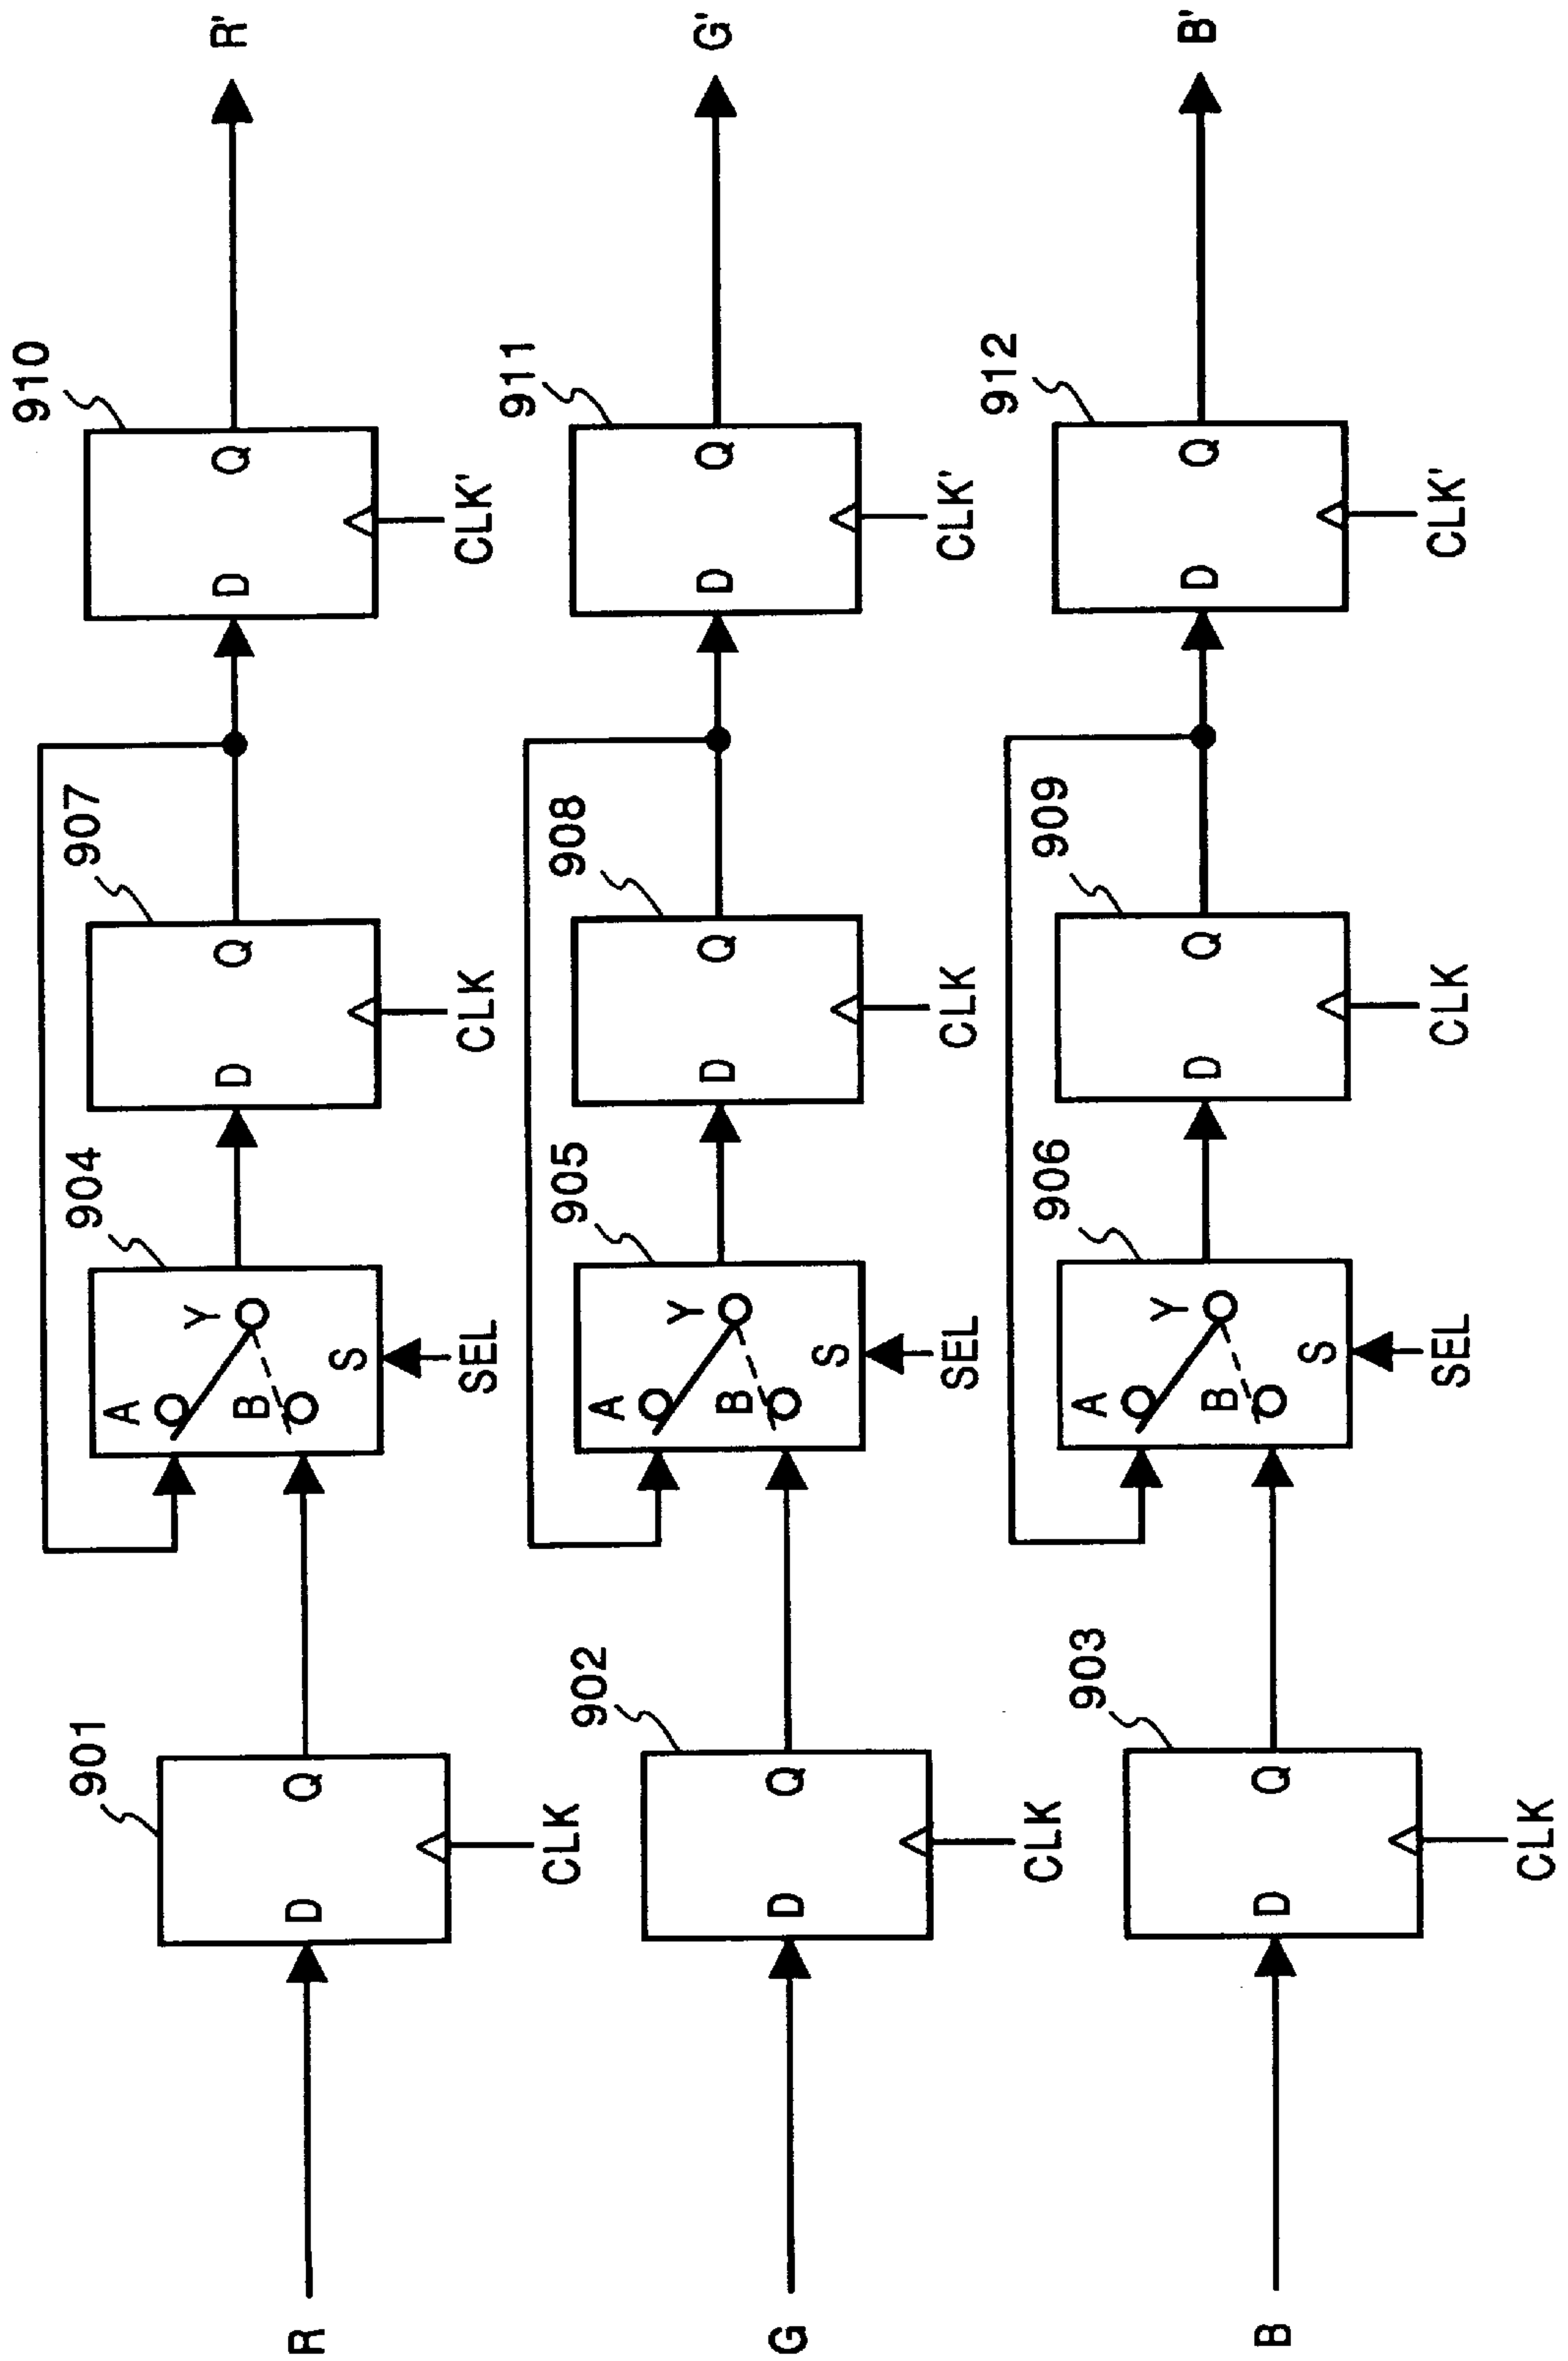 901
904
907
910
R
D
Q
CLK
A
B
Y
S
SEL
D
Q
CLK
D
Q
CLK'
R'
902
905
908
911
G
D
Q
CLK
A
B
Y
S
SEL
D
Q
CLK
D
Q
CLK'
G'
903
906
909
912
B
D
Q
CLK
A
B
Y
S
SEL
D
Q
CLK
D
Q
CLK'
B'